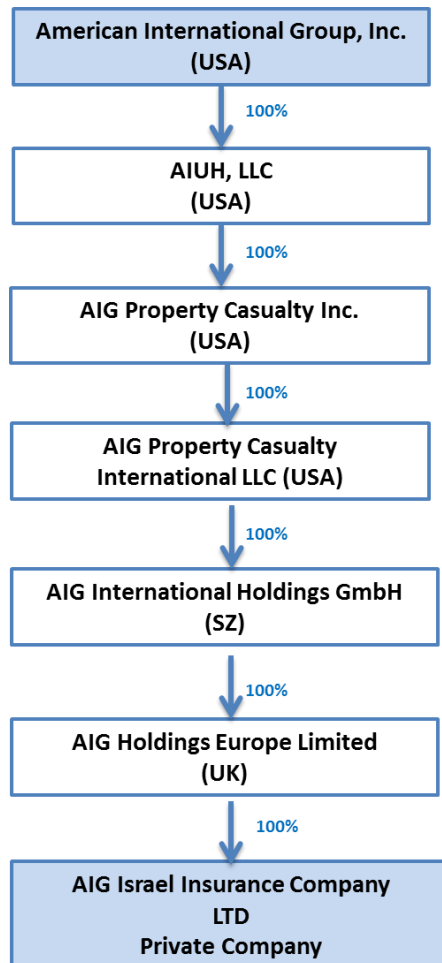 American International Group, Inc.
(USA)
100%
AIUH, LLC
(USA)
100%
AIG Property Casualty Inc.
(USA)
100%
AIG Property Casualty
International LLC (USA)
100%
AIG International Holdings GmbH
(SZ)
100%
AIG Holdings Europe Limited
(UK)
100%
AIG Israel Insurance Company
LTD
Private Company